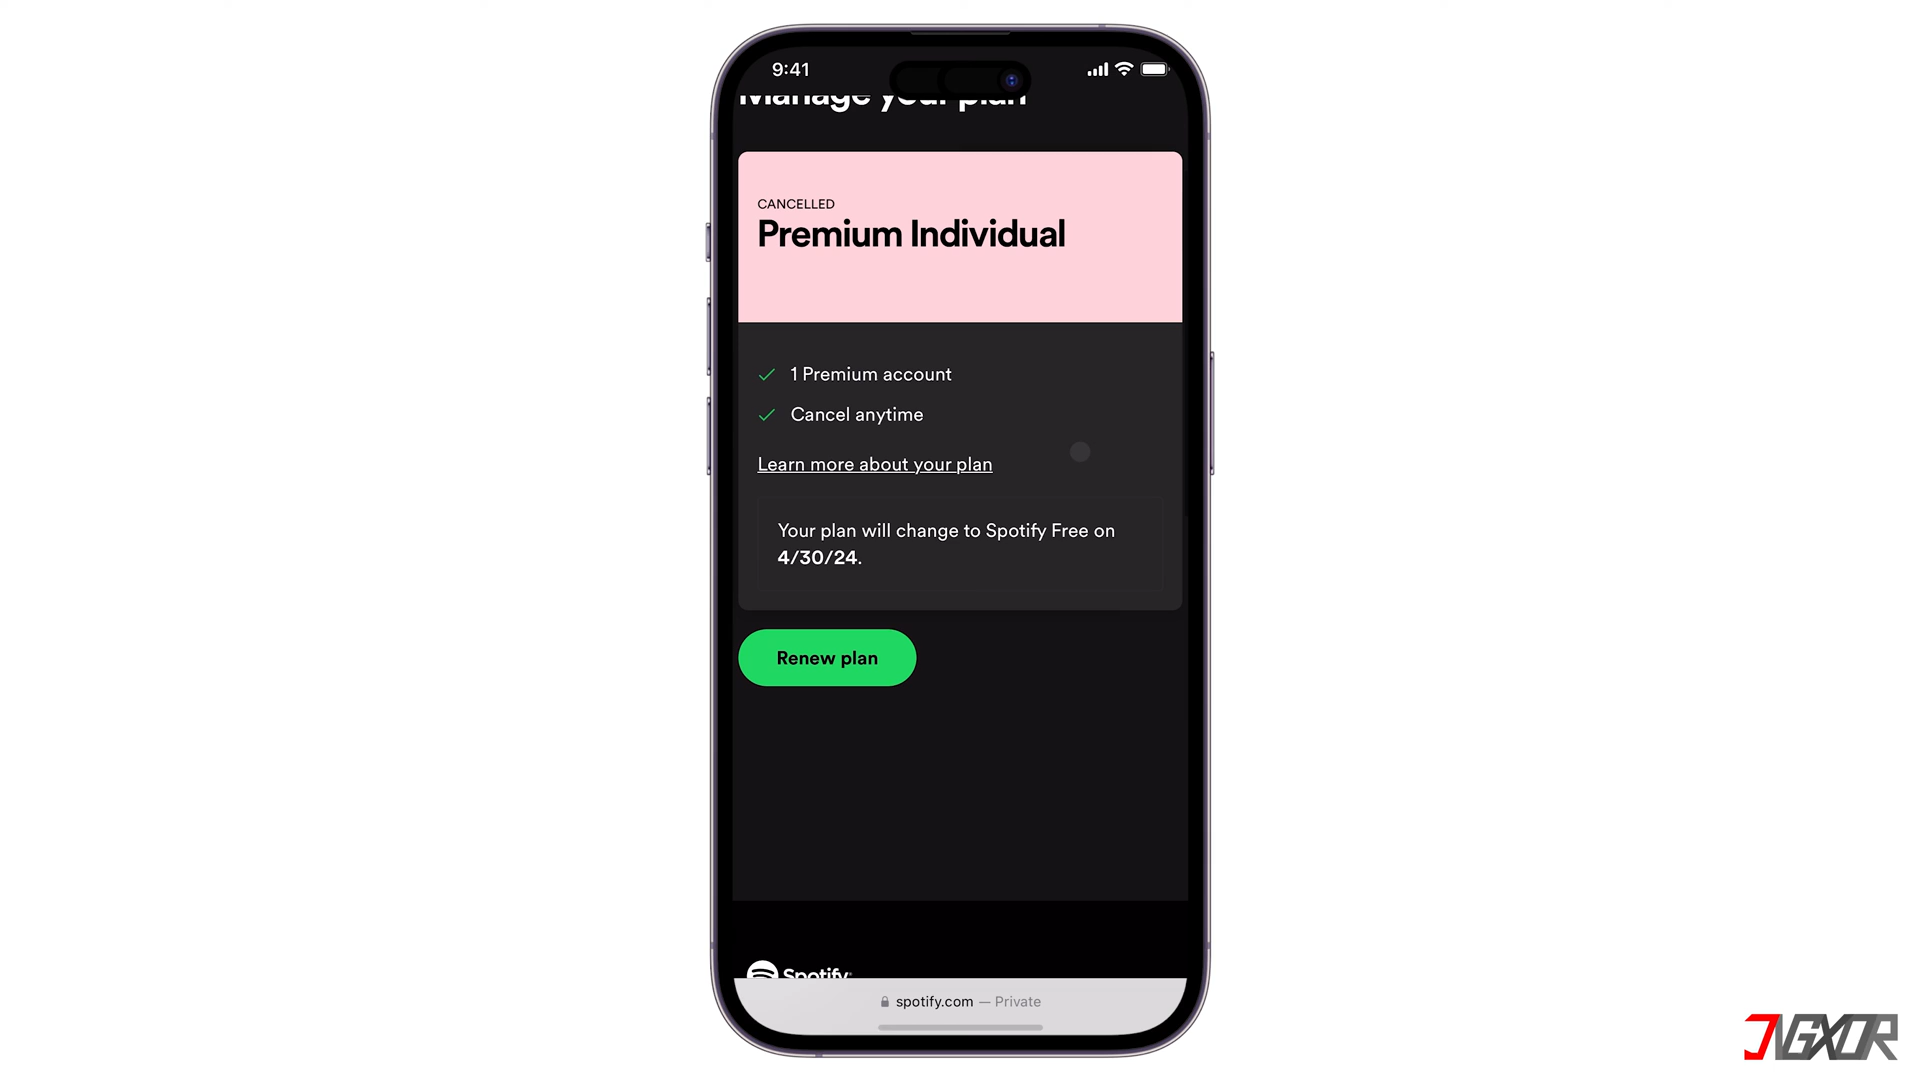 9:41
Manage your plan
CANCELLED
Premium Individual
1 Premium account
Cancel anytime
Learn more about your plan
Your plan will change to Spotify Free on
4/30/24.
Renew plan
Spotify
spotify.com — Private
JVGXOR